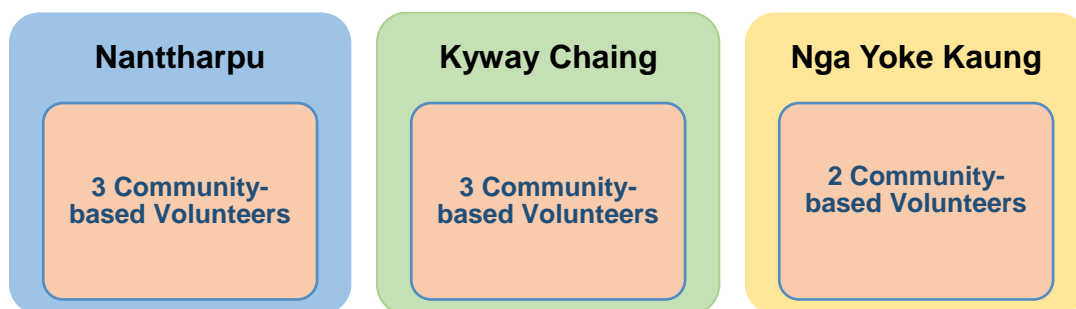 Nanttharpu
3 Community-
based Volunteers
Kyway Chaing
3 Community-
based Volunteers
Nga Yoke Kaung
2 Community-
based Volunteers